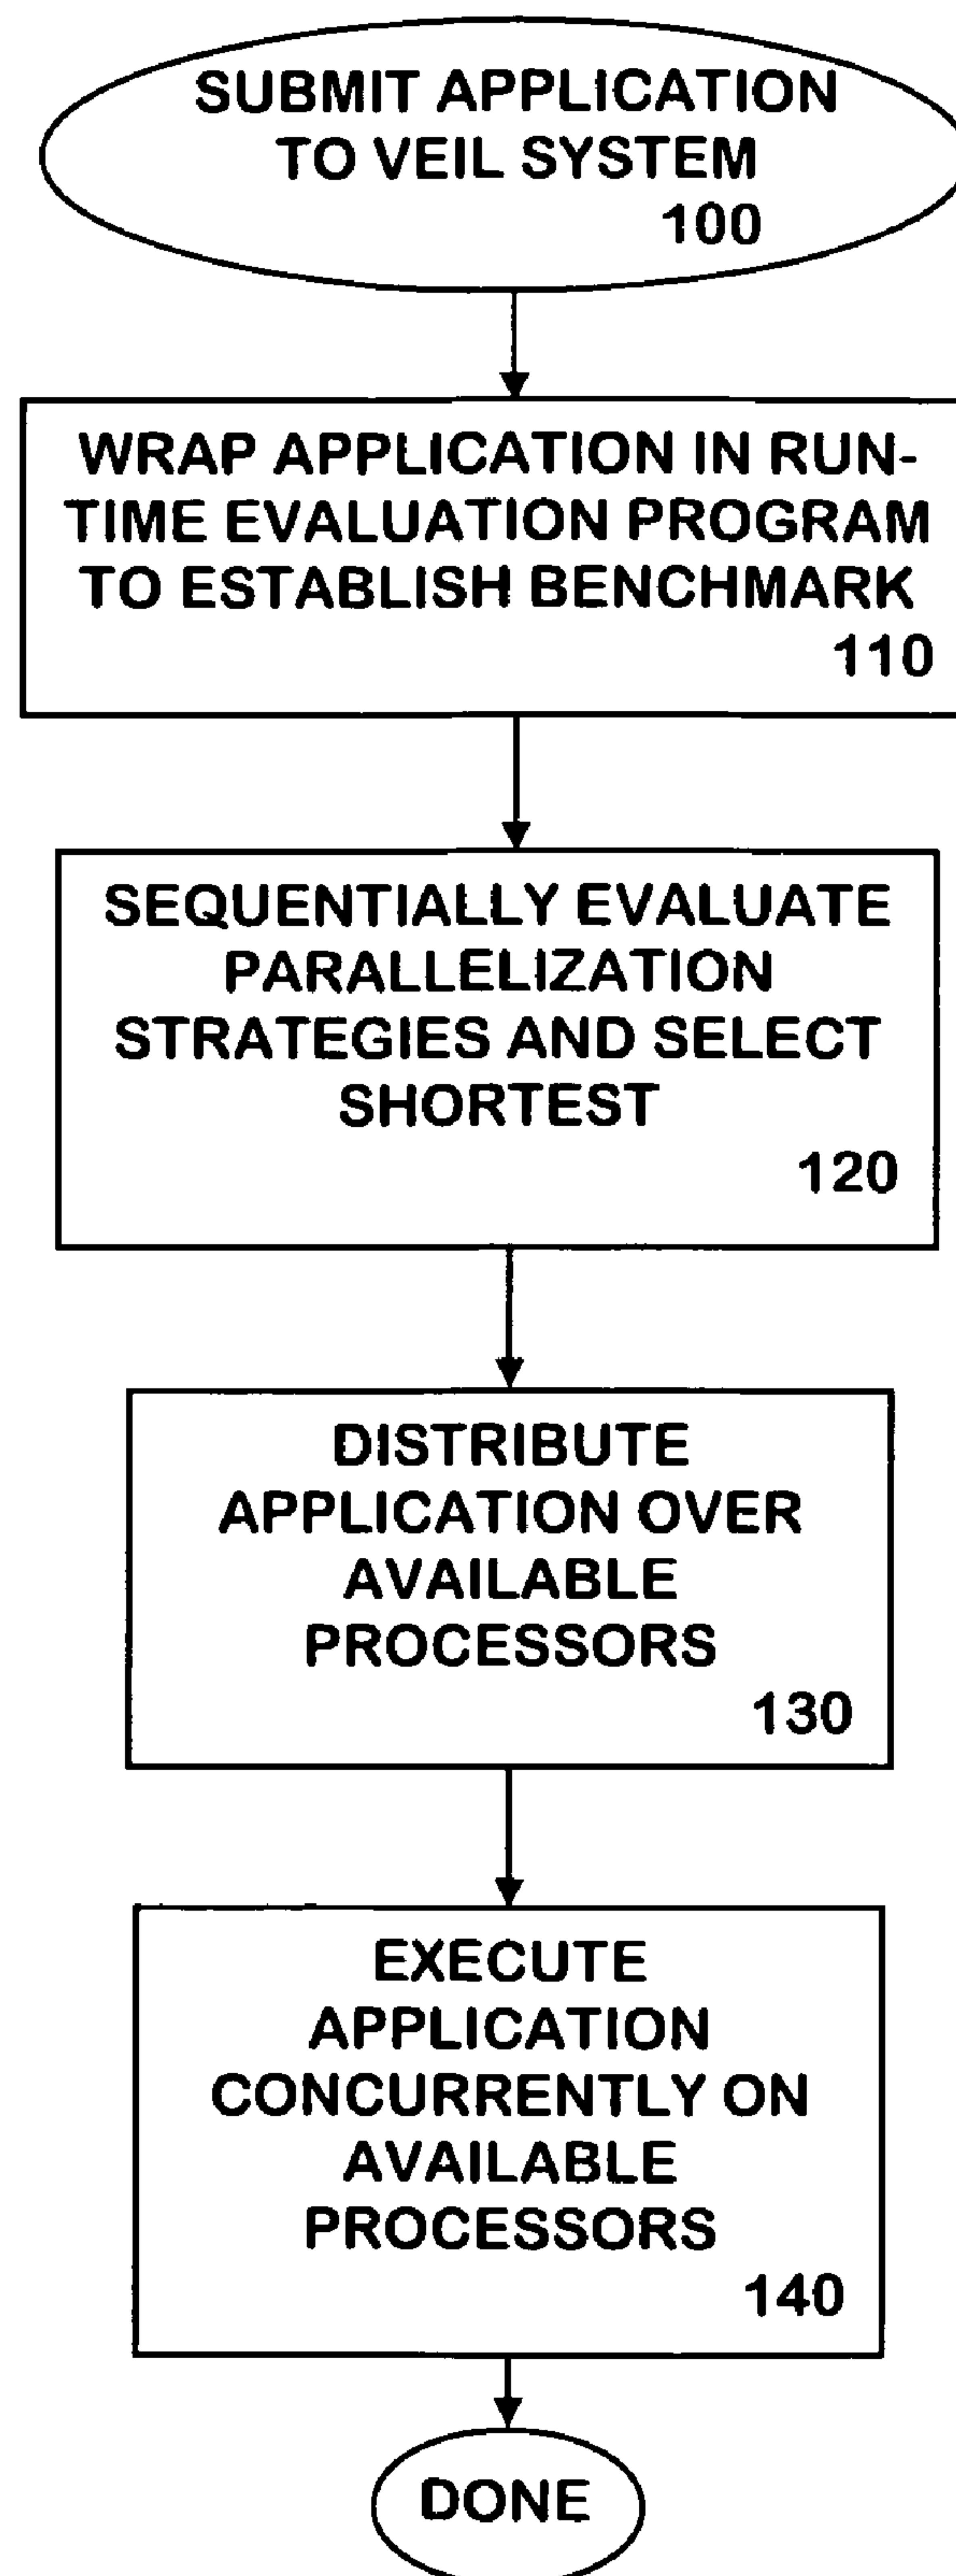 SUBMIT APPLICATION
TO VEIL SYSTEM
100
WRAP APPLICATION IN RUN-
TIME EVALUATION PROGRAM
TO ESTABLISH BENCHMARK
110
SEQUENTIALLY EVALUATE
PARALLELIZATION
STRATEGIES AND SELECT
SHORTEST
120
DISTRIBUTE
APPLICATION OVER
AVAILABLE
PROCESSORS
130
EXECUTE
APPLICATION
CONCURRENTLY ON
AVAILABLE
PROCESSORS
140
DONE